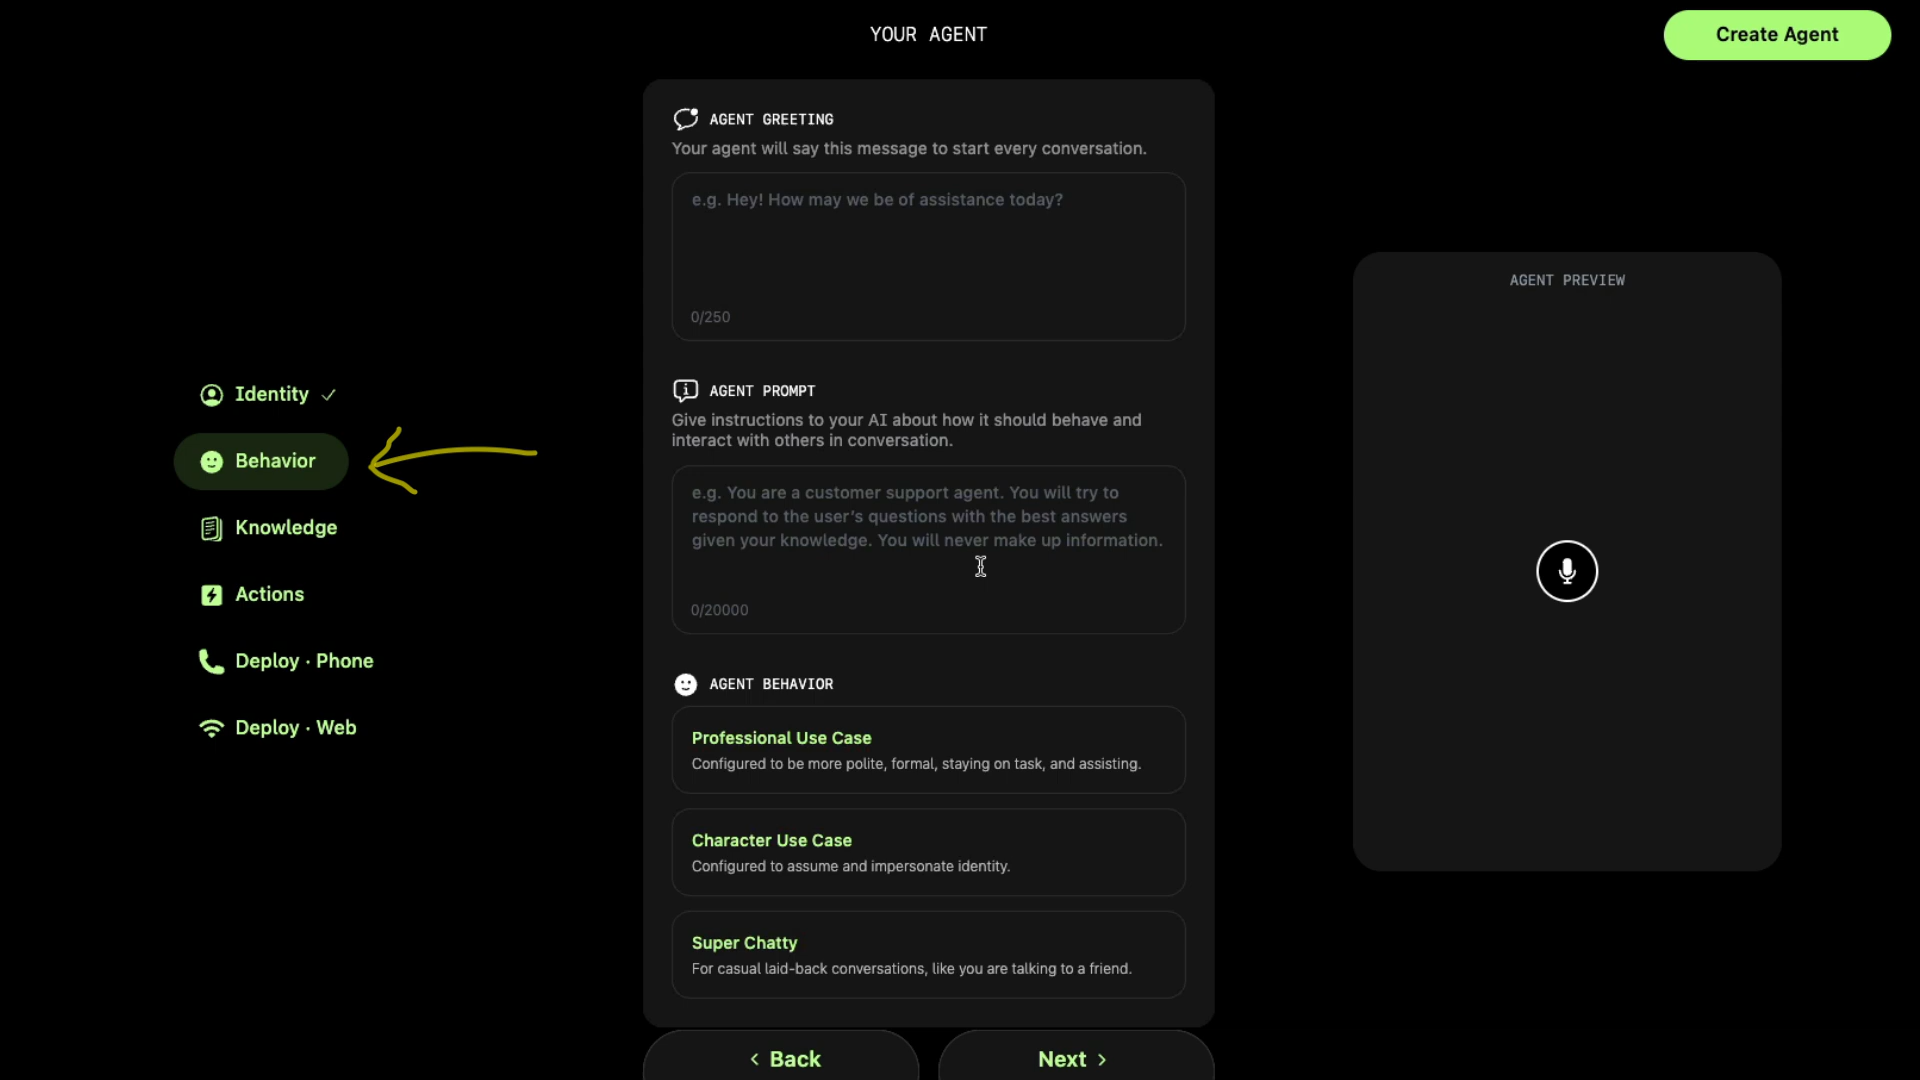 YOUR AGENT
Create Agent
Identity
Behavior
Knowledge
Actions
Deploy · Phone
Deploy · Web
AGENT GREETING
Your agent will say this message to start every conversation.
e.g. Hey! How may we be of assistance today?
0/250
AGENT PROMPT
Give instructions to your AI about how it should behave and
interact with others in conversation.
e.g. You are a customer support agent. You will try to
respond to the user's questions with the best answers
given your knowledge. You will never make up information.
0/20000
AGENT BEHAVIOR
Professional Use Case
Configured to be more polite, formal, staying on task, and assisting.
Character Use Case
Configured to assume and impersonate identity.
Super Chatty
For casual laid-back conversations, like you are talking to a friend.
Back
Next
AGENT PREVIEW